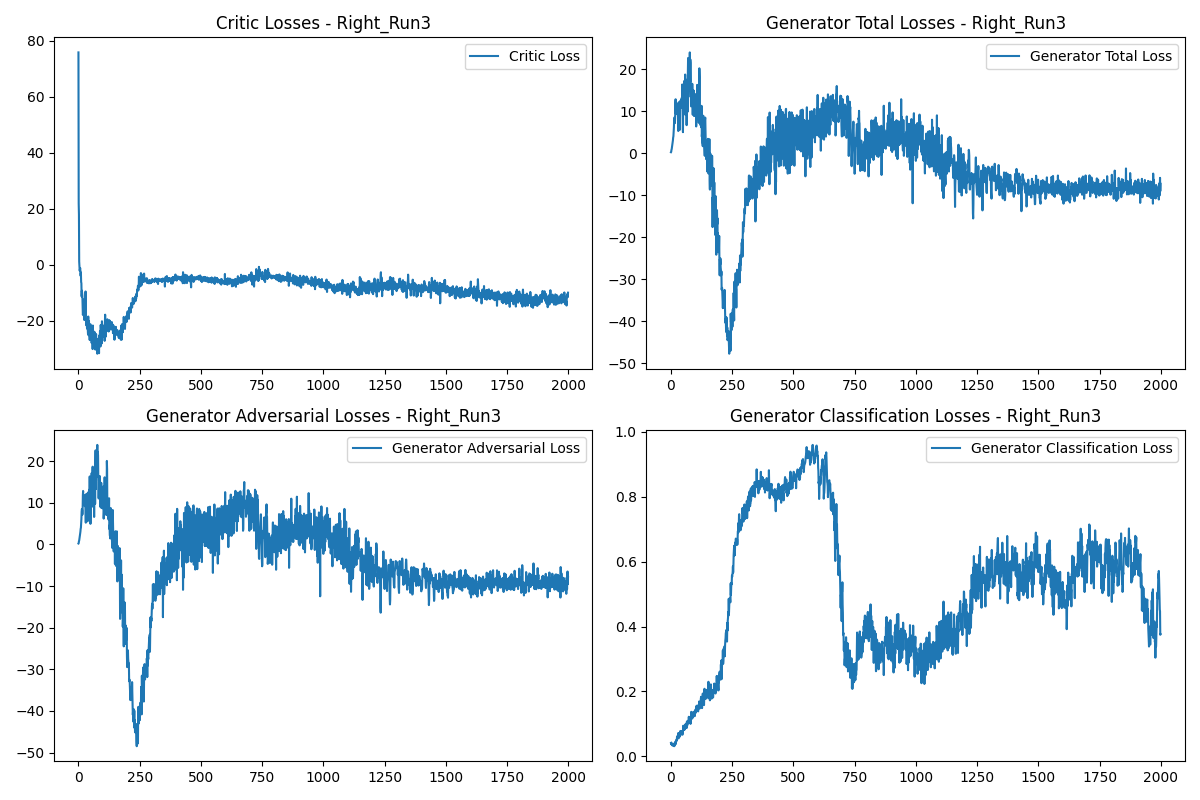 Critic Losses - Right_Run3
Critic Loss
80
60
40
20
0
−20
0 250 500 750 1000 1250 1500 1750 2000
Generator Total Losses - Right_Run3
Generator Total Loss
20
10
0
−10
−20
−30
−40
−50
0 250 500 750 1000 1250 1500 1750 2000
Generator Adversarial Losses - Right_Run3
Generator Adversarial Loss
20
10
0
−10
−20
−30
−40
−50
0 250 500 750 1000 1250 1500 1750 2000
Generator Classification Losses - Right_Run3
Generator Classification Loss
1.0
0.8
0.6
0.4
0.2
0.0
0 250 500 750 1000 1250 1500 1750 2000